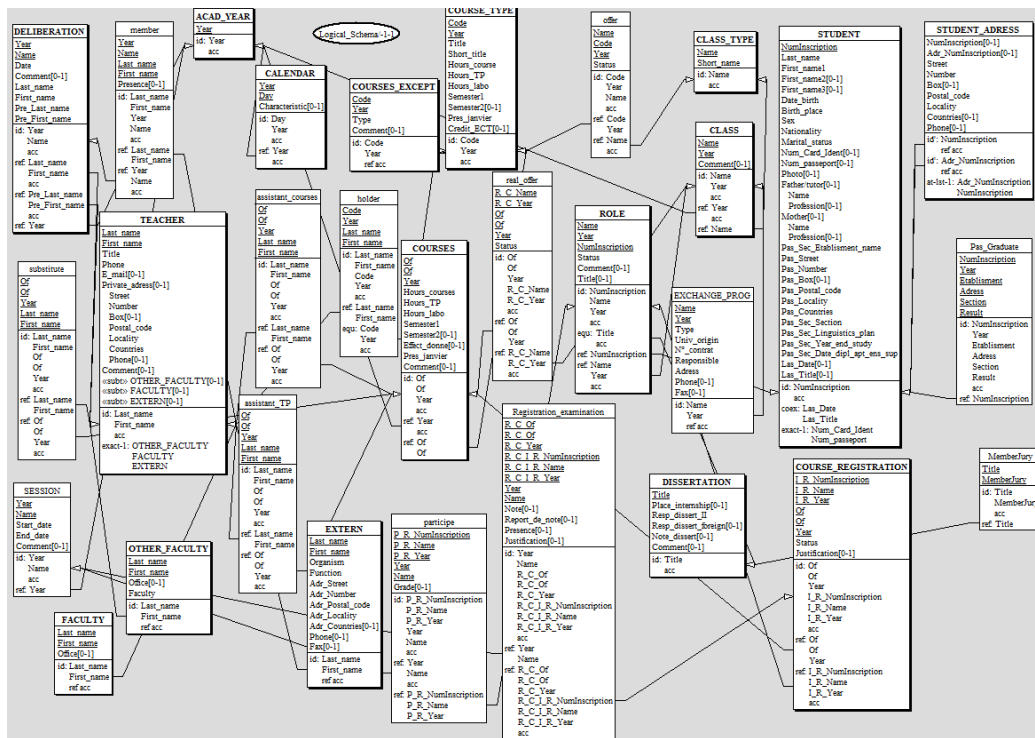 Logical_Schema/-1-1
DELIBERATION
Year
Name
Date
Comment[0-1]
Last_name
First_name
Pre_Last_name
Pre_First_name
id: Year
Name
acc
ref: Last_name
First_name
acc
ref: Pre_Last_name
Pre_First_name
acc
ref: Year
member
Year
Name
Last_name
First_name
Presence[0-1]
id: Last_name
First_name
Year
Name
acc
ref: Last_name
First_name
ref: Year
Name
acc
ACAD_YEAR
Year
id: Year
acc
CALENDAR
Year
Day
Characteristic[0-1]
id: Day
Year
acc
ref: Year
acc
COURSES_EXCEPT
Code
Year
Type
Comment[0-1]
id: Code
Year
ref acc
COURSE_TYPE
Code
Year
Title
Short_title
Hours_course
Hours_TP
Hours_labo
Semester1
Semester2[0-1]
Pres_janvier
Credit_ECT[0-1]
id: Code
Year
acc
offer
Name
Code
Year
Status
id: Code
Year
Name
acc
ref: Code
Year
ref: Name
acc
CLASS_TYPE
Name
Short_name
id: Name
acc
CLASS
Name
Year
Comment[0-1]
id: Name
Year
acc
ref: Year
acc
ref: Name
STUDENT
NumInscription
Last_name
First_name1
First_name2[0-1]
First_name3[0-1]
Date_birth
Birth_place
Sex
Nationality
Marital_status
Num_Card_Ident[0-1]
Num_passeport[0-1]
Photo[0-1]
Father/tutor[0-1]
Name
Profession[0-1]
Mother[0-1]
Name
Profession[0-1]
Pas_Sec_Etablisment_name
Pas_Street
Pas_Number
Pas_Box[0-1]
Pas_Postal_code
Pas_Locality
Pas_Countries
Pas_Sec_Section
Pas_Sec_Linguistics_plan
Pas_Sec_Year_end_study
Pas_Sec_Date_dipl_apt_ens_sup
Las_Date[0-1]
Las_Title[0-1]
id: NumInscription
acc
coex: Las_Date
Las_Title
exact-1: Num_Card_Ident
Num_passeport
STUDENT_ADRESS
NumInscription[0-1]
Adr_NumInscription[0-1]
Street
Number
Box[0-1]
Postal_code
Locality
Countries[0-1]
Phone[0-1]
id': NumInscription
ref acc
id': Adr_NumInscription
ref acc
at-lst-1: Adr_NumInscription
NumInscription
TEACHER
Last_name
First_name
Title
Phone
E_mail[0-1]
Private_adress[0-1]
Street
Number
Box[0-1]
Postal_code
Locality
Countries
Phone[0-1]
Comment[0-1]
«subt» OTHER_FACULTY[0-1]
«subt» FACULTY[0-1]
«subt» EXTERN[0-1]
id: Last_name
First_name
acc
exact-1: OTHER_FACULTY
FACULTY
EXTERN
substitute
Of
Of
Year
Last_name
First_name
id: Last_name
First_name
Of
Of
Year
acc
ref: Last_name
First_name
ref: Of
Of
Year
acc
assistant_courses
Of
Of
Year
Last_name
First_name
id: Last_name
First_name
Of
Of
Year
acc
ref: Last_name
First_name
ref: Of
Of
Year
acc
holder
Code
Year
Last_name
First_name
id: Last_name
First_name
Code
Year
acc
ref: Last_name
First_name
equ: Code
Year
acc
COURSES
Of
Of
Year
Hours_courses
Hours_TP
Hours_labo
Semester1
Semester2[0-1]
Effect_donne[0-1]
Pres_janvier
Comment[0-1]
id: Of
Of
Year
acc
ref: Year
Of
ref: Of
Of
real_offer
R_C_Name
R_C_Year
Of
Of
Year
Status
id: Of
Of
Year
R_C_Name
R_C_Year
acc
ref: Of
Of
Year
ref: R_C_Name
R_C_Year
acc
ROLE
Name
Year
NumInscription
Status
Comment[0-1]
Title[0-1]
id: NumInscription
Name
Year
acc
equ: Title
acc
ref: NumInscription
ref: Name
Year
acc
EXCHANGE_PROG
Name
Year
Type
Univ_origin
N°_contrat
Responsible
Adress
Phone[0-1]
Fax[0-1]
id: Name
Year
ref acc
Pas_Graduate
NumInscription
Year
Etablisment
Adress
Section
Result
id: NumInscription
Year
Etablisment
Adress
Section
Result
acc
ref: NumInscription
assistant_TP
Of
Of
Year
Last_name
First_name
id: Last_name
First_name
Of
Of
Year
acc
ref: Last_name
First_name
ref: Of
Of
Year
acc
SESSION
Year
Name
Start_date
End_date
Comment[0-1]
id: Year
Name
acc
ref: Year
OTHER_FACULTY
Last_name
First_name
Office[0-1]
Faculty
id: Last_name
First_name
ref acc
FACULTY
Last_name
First_name
Office[0-1]
id: Last_name
First_name
ref acc
EXTERN
Last_name
First_name
Organism
Function
Adr_Street
Adr_Number
Adr_Postal_code
Adr_Locality
Adr_Countries[0-1]
Phone[0-1]
Fax[0-1]
id: Last_name
First_name
ref acc
participe
P_R_NumInscription
P_R_Name
P_R_Year
Year
Name
Grade[0-1]
id: P_R_NumInscription
P_R_Name
P_R_Year
Year
Name
acc
ref: Year
Name
acc
ref: P_R_NumInscription
P_R_Name
P_R_Year
Registration_examination
R_C_Of
R_C_Of
R_C_Year
R_C_I_R_NumInscription
R_C_I_R_Name
R_C_I_R_Year
Year
Name
Note[0-1]
Report_de_note[0-1]
Presence[0-1]
Justification[0-1]
id: Year
Name
R_C_Of
R_C_Of
R_C_Year
R_C_I_R_NumInscription
R_C_I_R_Name
R_C_I_R_Year
acc
ref: Year
Name
ref: R_C_Of
R_C_Of
R_C_Year
R_C_I_R_NumInscription
R_C_I_R_Name
R_C_I_R_Year
acc
DISSERTATION
Title
Place_internship[0-1]
Resp_dissert_II
Resp_dissert_foreign[0-1]
Note_dissert[0-1]
Comment[0-1]
id: Title
acc
COURSE_REGISTRATION
I_R_NumInscription
I_R_Name
I_R_Year
Of
Of
Year
Status
Justification[0-1]
id: Of
Of
Year
I_R_NumInscription
I_R_Name
I_R_Year
acc
ref: Of
Of
Year
ref: I_R_NumInscription
I_R_Name
I_R_Year
acc
MemberJury
Title
MemberJury
id: Title
MemberJury
acc
ref: Title